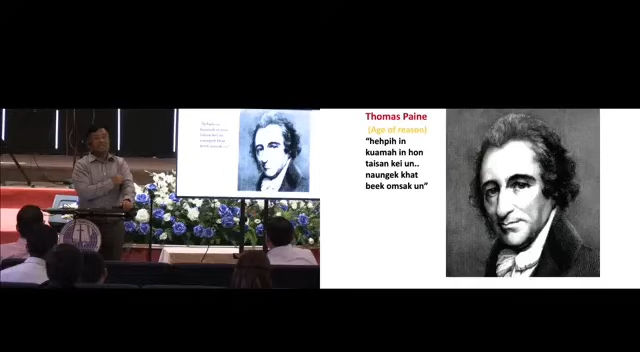 Thomas Paine
(Age of reason)
"hehpih in
kuamah in hon
taisan kei un..
naungek khat
beek omsak un"